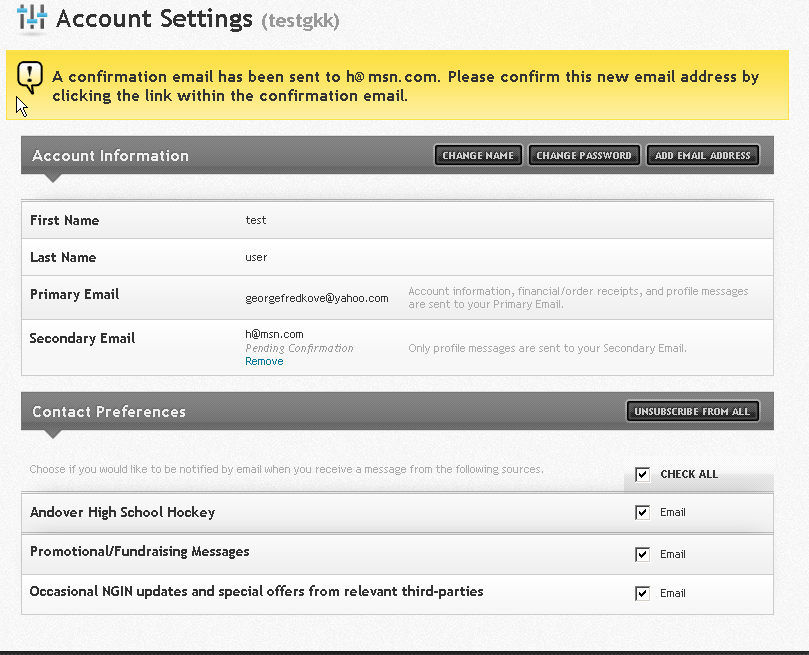 Account Settings (testgkk)
A confirmation email has been sent to h@msn.com. Please confirm this new email address by
clicking the link within the confirmation email.
Account Information
CHANGE NAME
CHANGE PASSWORD
ADD EMAIL ADDRESS
First Name test
Last Name user
Primary Email georgefredkove@yahoo.com
Account information, financial/order receipts, and profile messages
are sent to your Primary Email.
Secondary Email h@msn.com
Pending Confirmation
Remove
Only profile messages are sent to your Secondary Email.
Contact Preferences
UNSUBSCRIBE FROM ALL
Choose if you would like to be notified by email when you receive a message from the following sources.
CHECK ALL
Andover High School Hockey Email
Promotional/Fundraising Messages Email
Occasional NGIN updates and special offers from relevant third-parties Email